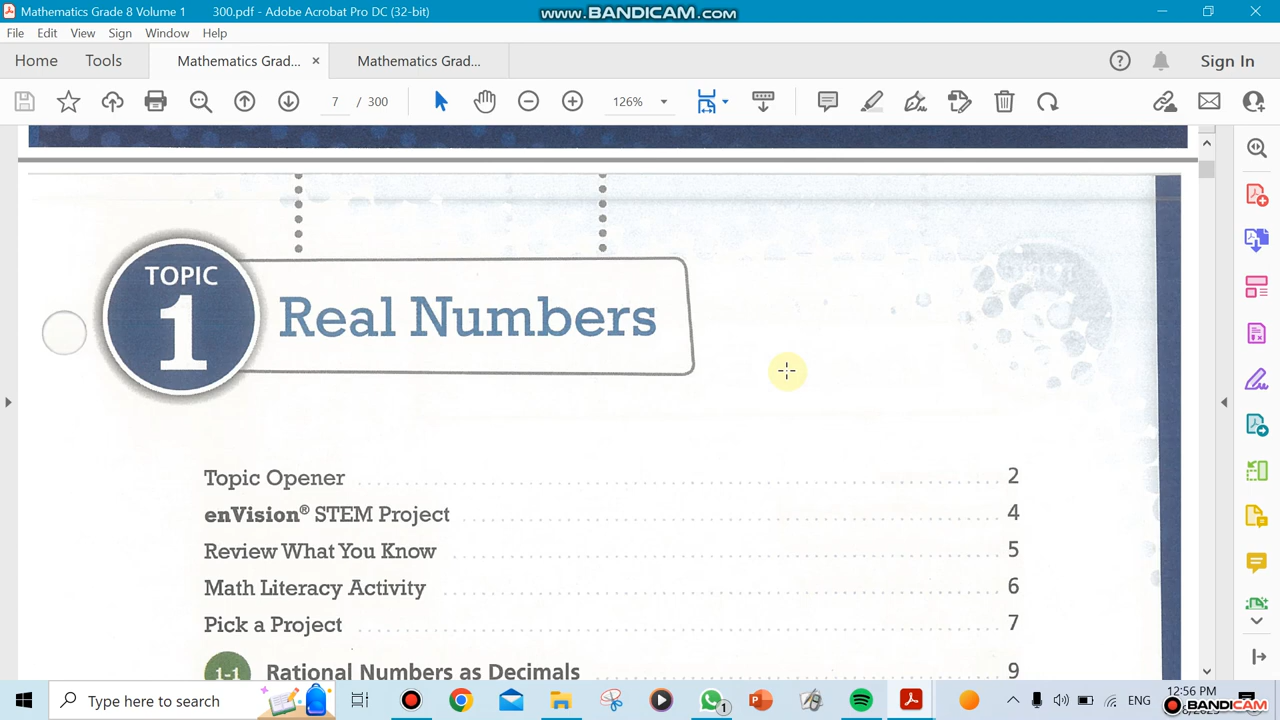 Mathematics Grade 8 Volume 1 300.pdf - Adobe Acrobat Pro DC (32-bit)
www.BANDICAM.com
File Edit View Sign Window Help
Home Tools Mathematics Grad... × Mathematics Grad... Sign In
7 / 300 126%
TOPIC
1
Real Numbers
Topic Opener 2
enVision® STEM Project 4
Review What You Know 5
Math Literacy Activity 6
Pick a Project 7
1-1 Rational Numbers as Decimals 9
Type here to search
1
ENG
12:56 PM
BANDICAM